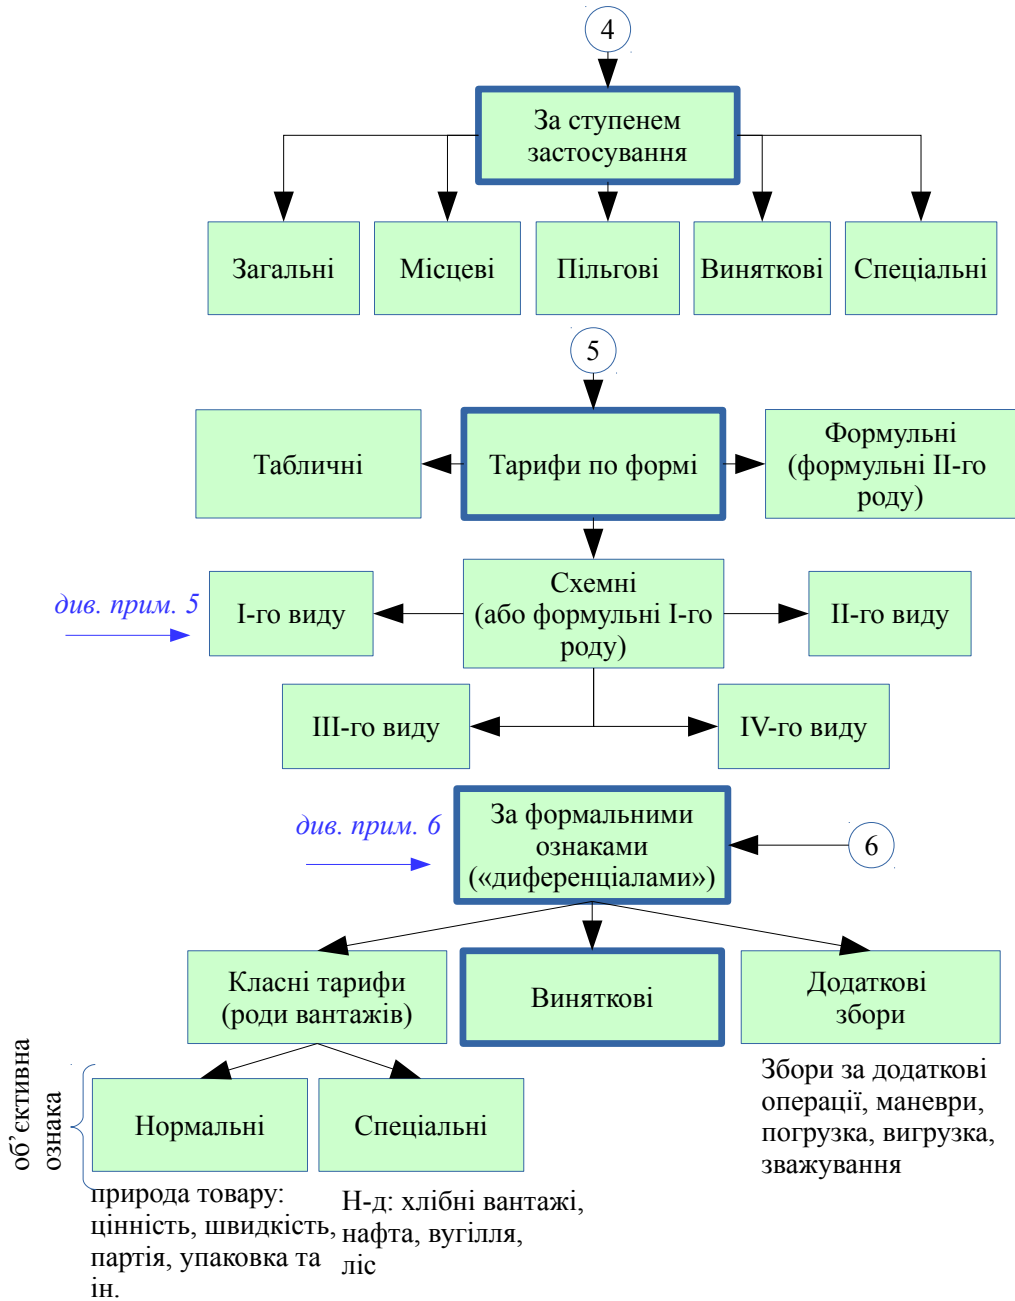 4
За ступенем
застосування
Загальні
Місцеві
Пільгові
Виняткові
Спеціальні
5
Табличні
Тарифи по формі
Формульні
(формульні II-го
роду)
див. прим. 5
I-го виду
Схемні
(або формульні I-го
роду)
II-го виду
III-го виду
IV-го виду
див. прим. 6
За формальними
ознаками
(«диференціалами»)
6
Класні тарифи
(роди вантажів)
Виняткові
Додаткові
збори
об’єктивна
ознака
Нормальні
Спеціальні
Збори за додаткові
операції, маневри,
погрузка, вигрузка,
зважування
природа товару:
цінність, швидкість,
партія, упаковка та
ін.
Н-д: хлібні вантажі,
нафта, вугілля,
ліс